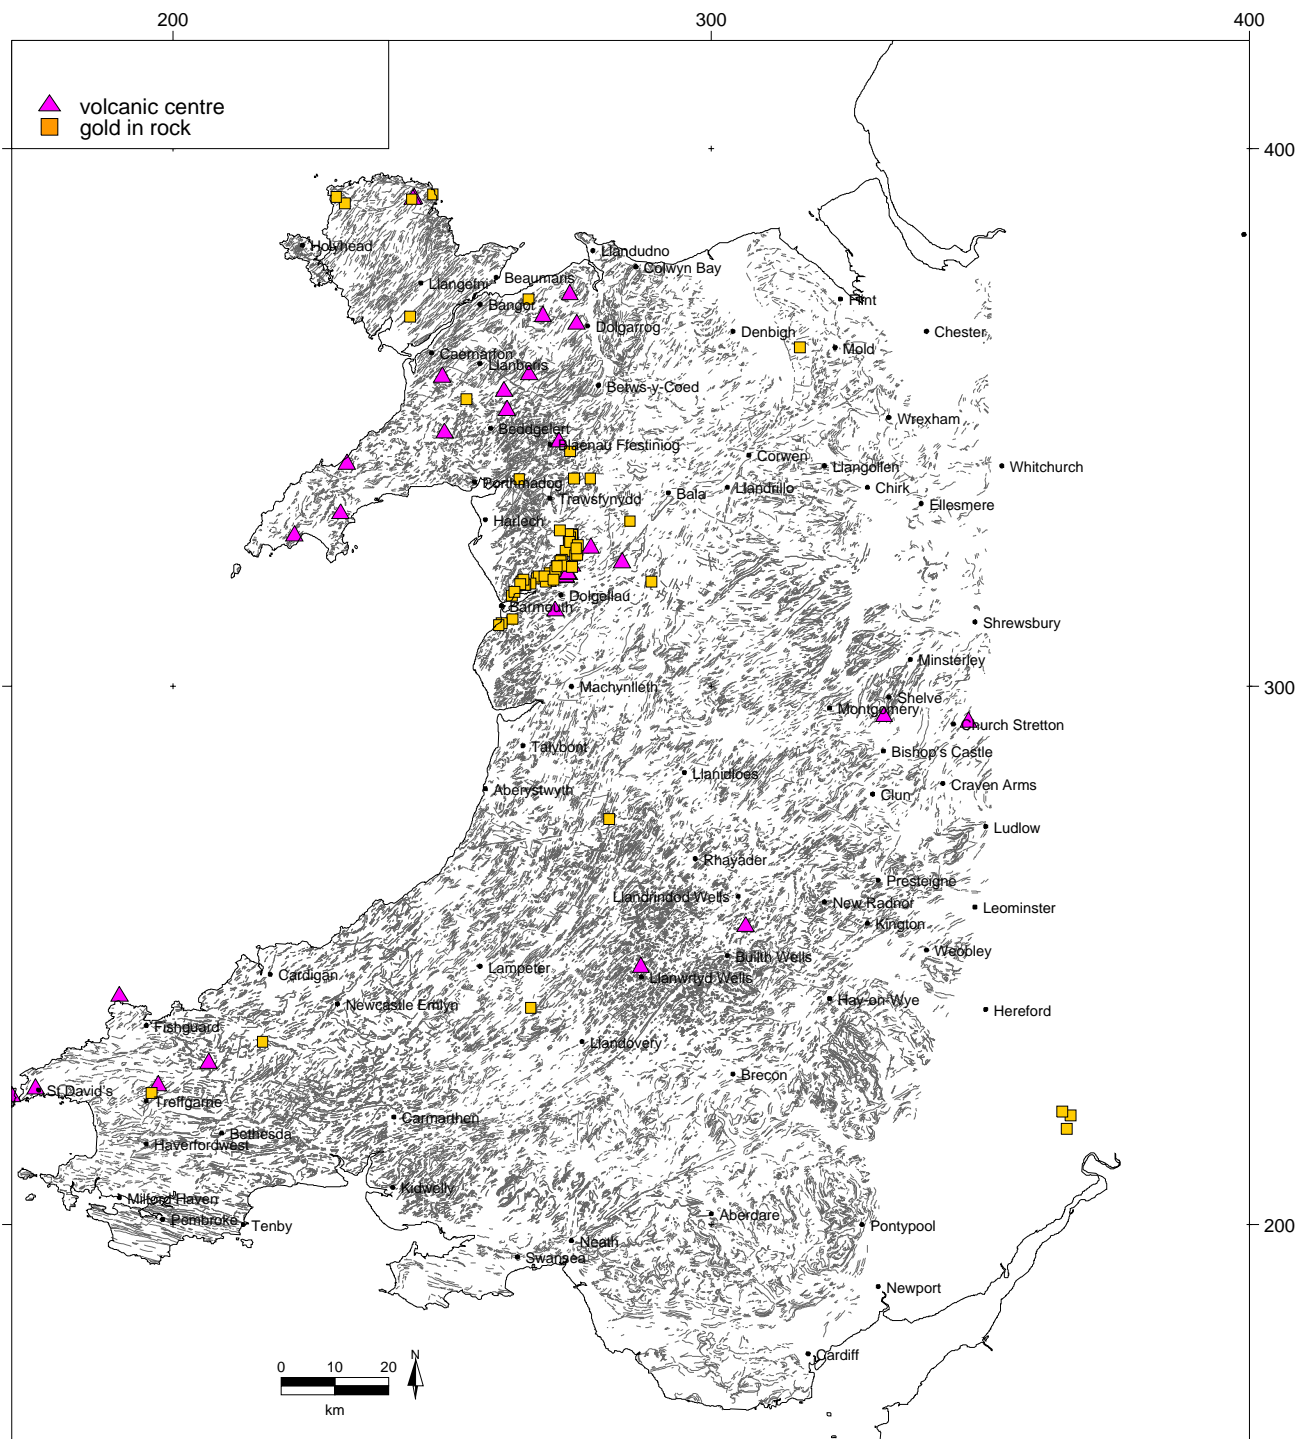 200
300
400
volcanic centre
gold in rock
400
Holyhead
Llandudno
Colwyn Bay
Beaumaris
Llangefni
Bangor
Flint
Dolgarrog
Denbigh
Chester
Mold
Caernarfon
Llanberis
Betws-y-Coed
Wrexham
Beddgelert
Blaenau Ffestiniog
Corwen
Llangollen
Whitchurch
Porthmadog
Trawsfynydd
Bala
Llandrillo
Chirk
Ellesmere
Harlech
Dolgellau
Barmouth
Shrewsbury
Minsterley
300
Machynlleth
Shelve
Montgomery
Church Stretton
Talybont
Bishop's Castle
Llanidloes
Aberystwyth
Clun
Craven Arms
Ludlow
Rhayader
Presteigne
Llandrindod Wells
New Radnor
Leominster
Kington
Weobley
Builth Wells
Lampeter
Llanwrtyd Wells
Cardigan
Newcastle Emlyn
Hay-on-Wye
Hereford
Fishguard
Llandovery
Brecon
St David's
Treffgarne
Carmarthen
Bethesda
Haverfordwest
Kidwelly
Milford Haven
Pembroke
Tenby
Aberdare
Pontypool
200
Neath
Swansea
Newport
Cardiff
0 10 20
km
N